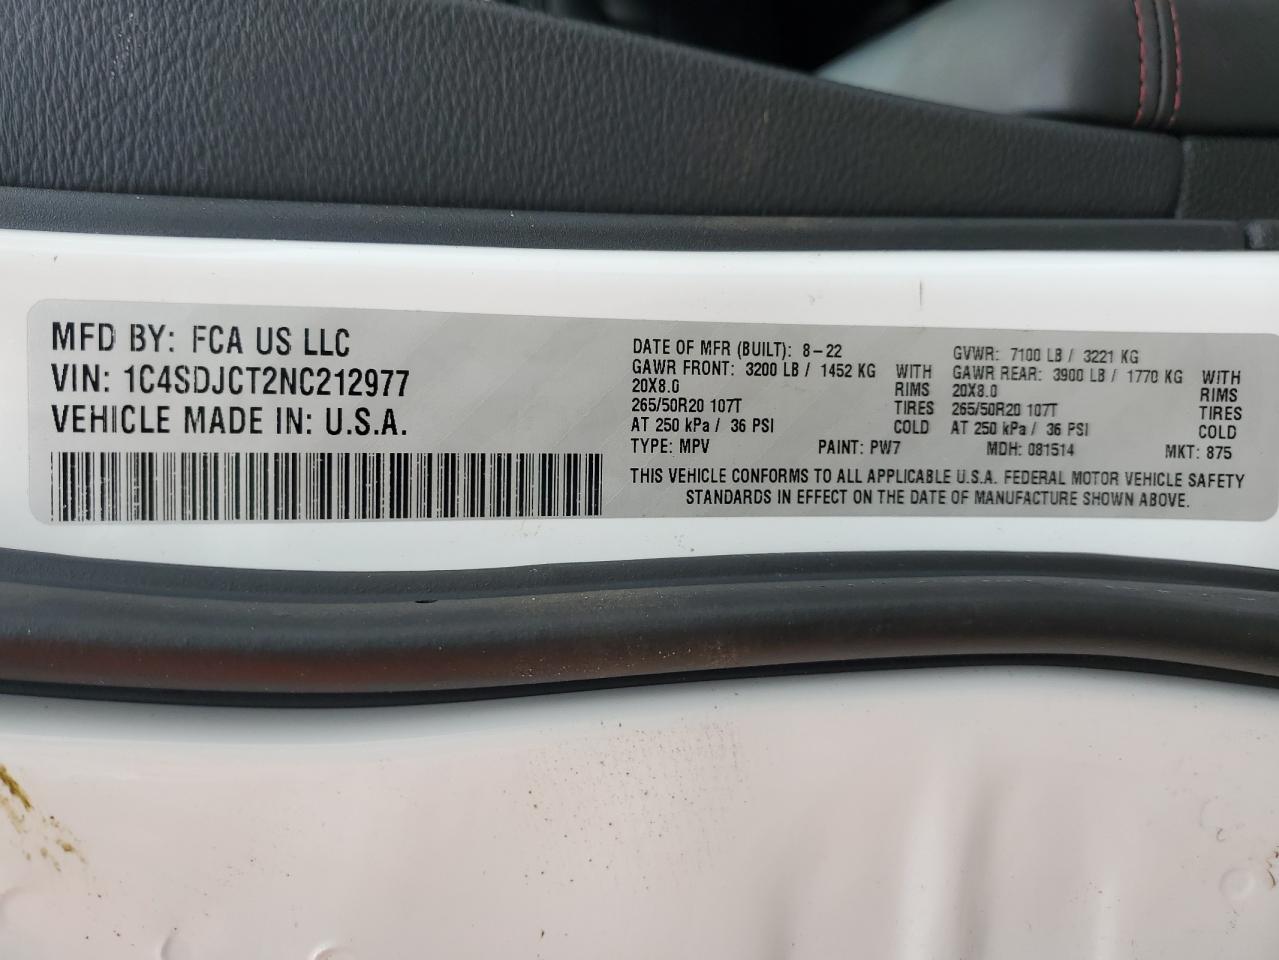 MFD BY: FCA US LLC
VIN: 1C4SDJCT2NC212977
VEHICLE MADE IN: U.S.A.
DATE OF MFR (BUILT): 8-22
GAWR FRONT: 3200 LB / 1452 KG WITH
20X8.0 RIMS
265/50R20 107T TIRES
AT 250 kPa / 36 PSI COLD
TYPE: MPV PAINT: PW7
GVWR: 7100 LB / 3221 KG
GAWR REAR: 3900 LB / 1770 KG WITH
20X8.0 RIMS
265/50R20 107T TIRES
AT 250 kPa / 36 PSI COLD
MDH: 081514 MKT: 875
THIS VEHICLE CONFORMS TO ALL APPLICABLE U.S.A. FEDERAL MOTOR VEHICLE SAFETY
STANDARDS IN EFFECT ON THE DATE OF MANUFACTURE SHOWN ABOVE.